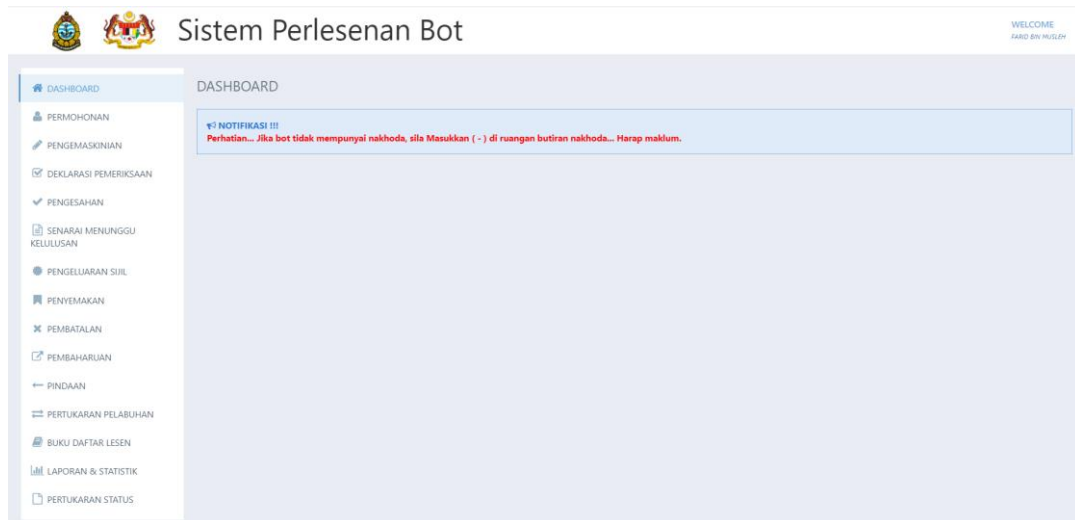 Sistem Perlesenan Bot
WELCOME
FARID BIN MUSLEH
DASHBOARD
PERMOHONAN
PENGEMASKINIAN
DEKLARASI PEMERIKSAAN
PENGESAHAN
SENARAI MENUNGGU
KELULUSAN
PENGELUARAN SIJIL
PENYEMAKAN
PEMBATALAN
PEMBAHARUAN
PINDAAN
PERTUKARAN PELABUHAN
BUKU DAFTAR LESEN
LAPORAN & STATISTIK
PERTUKARAN STATUS
DASHBOARD
NOTIFIKASI !!!
Perhatian... Jika bot tidak mempunyai nakhoda, sila Masukkan ( - ) di ruangan butiran nakhoda... Harap maklum.